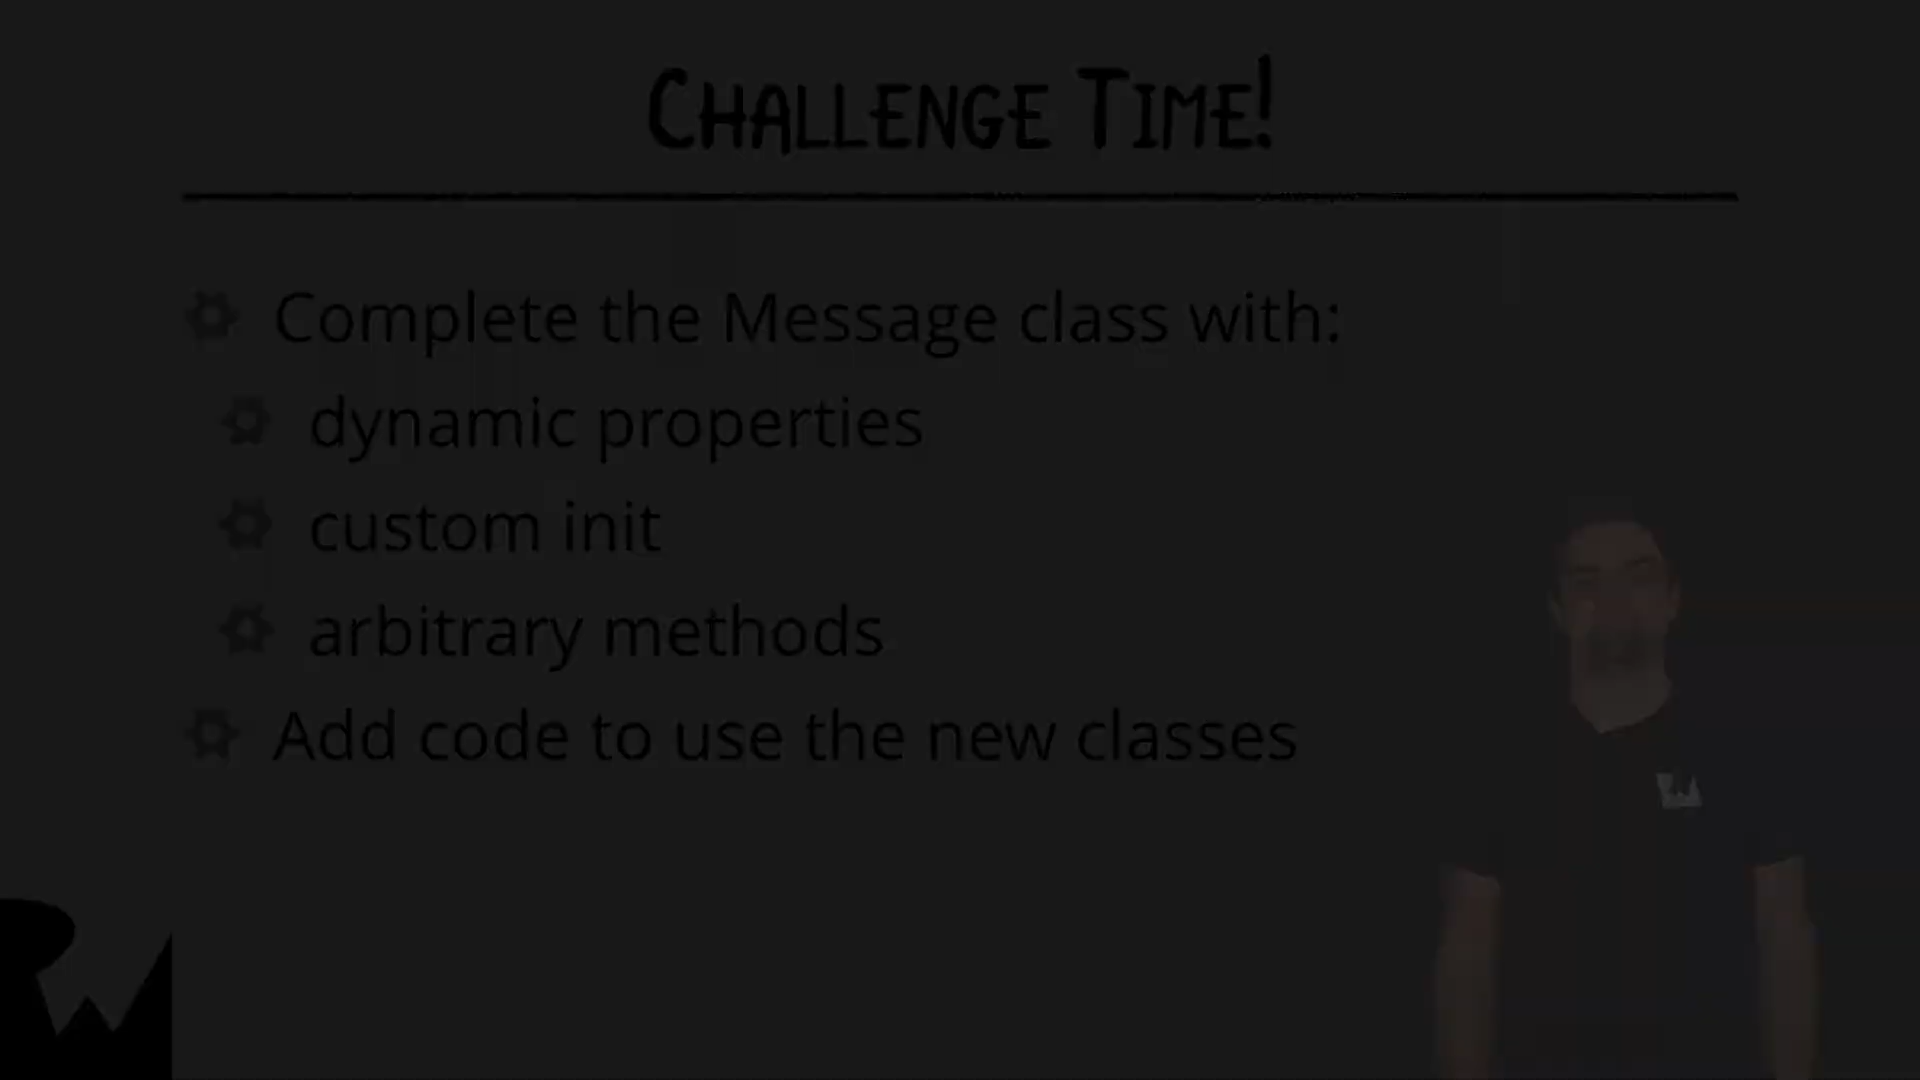 Challenge Time!
Complete the Message class with:
dynamic properties
custom init
arbitrary methods
Add code to use the new classes